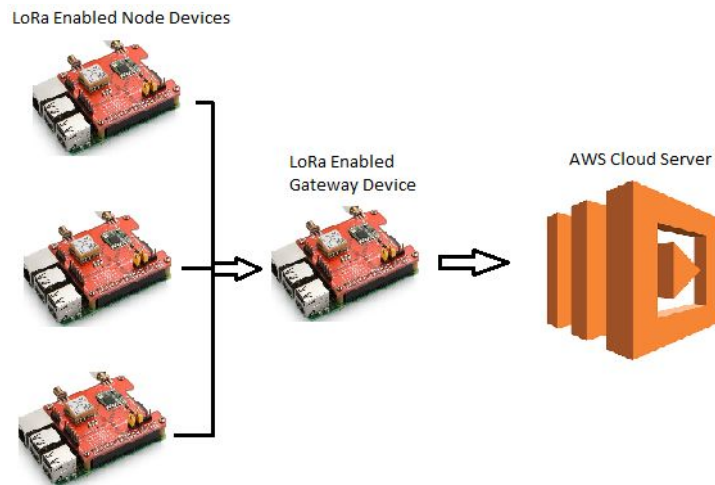 LoRa Enabled Node Devices
LoRa Enabled
Gateway Device
AWS Cloud Server